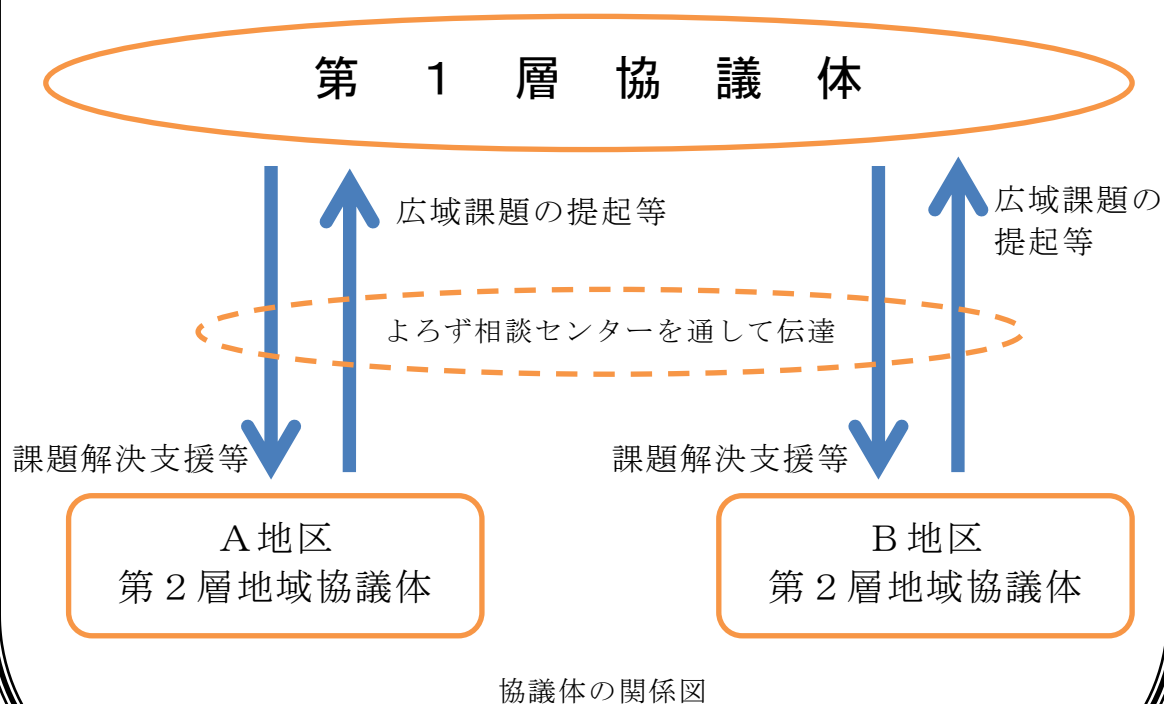 第１層協議体
広域課題の提起等
広域課題の
提起等
よろず相談センターを通して伝達
課題解決支援等
課題解決支援等
Ａ地区
第２層地域協議体
Ｂ地区
第２層地域協議体
協議体の関係図